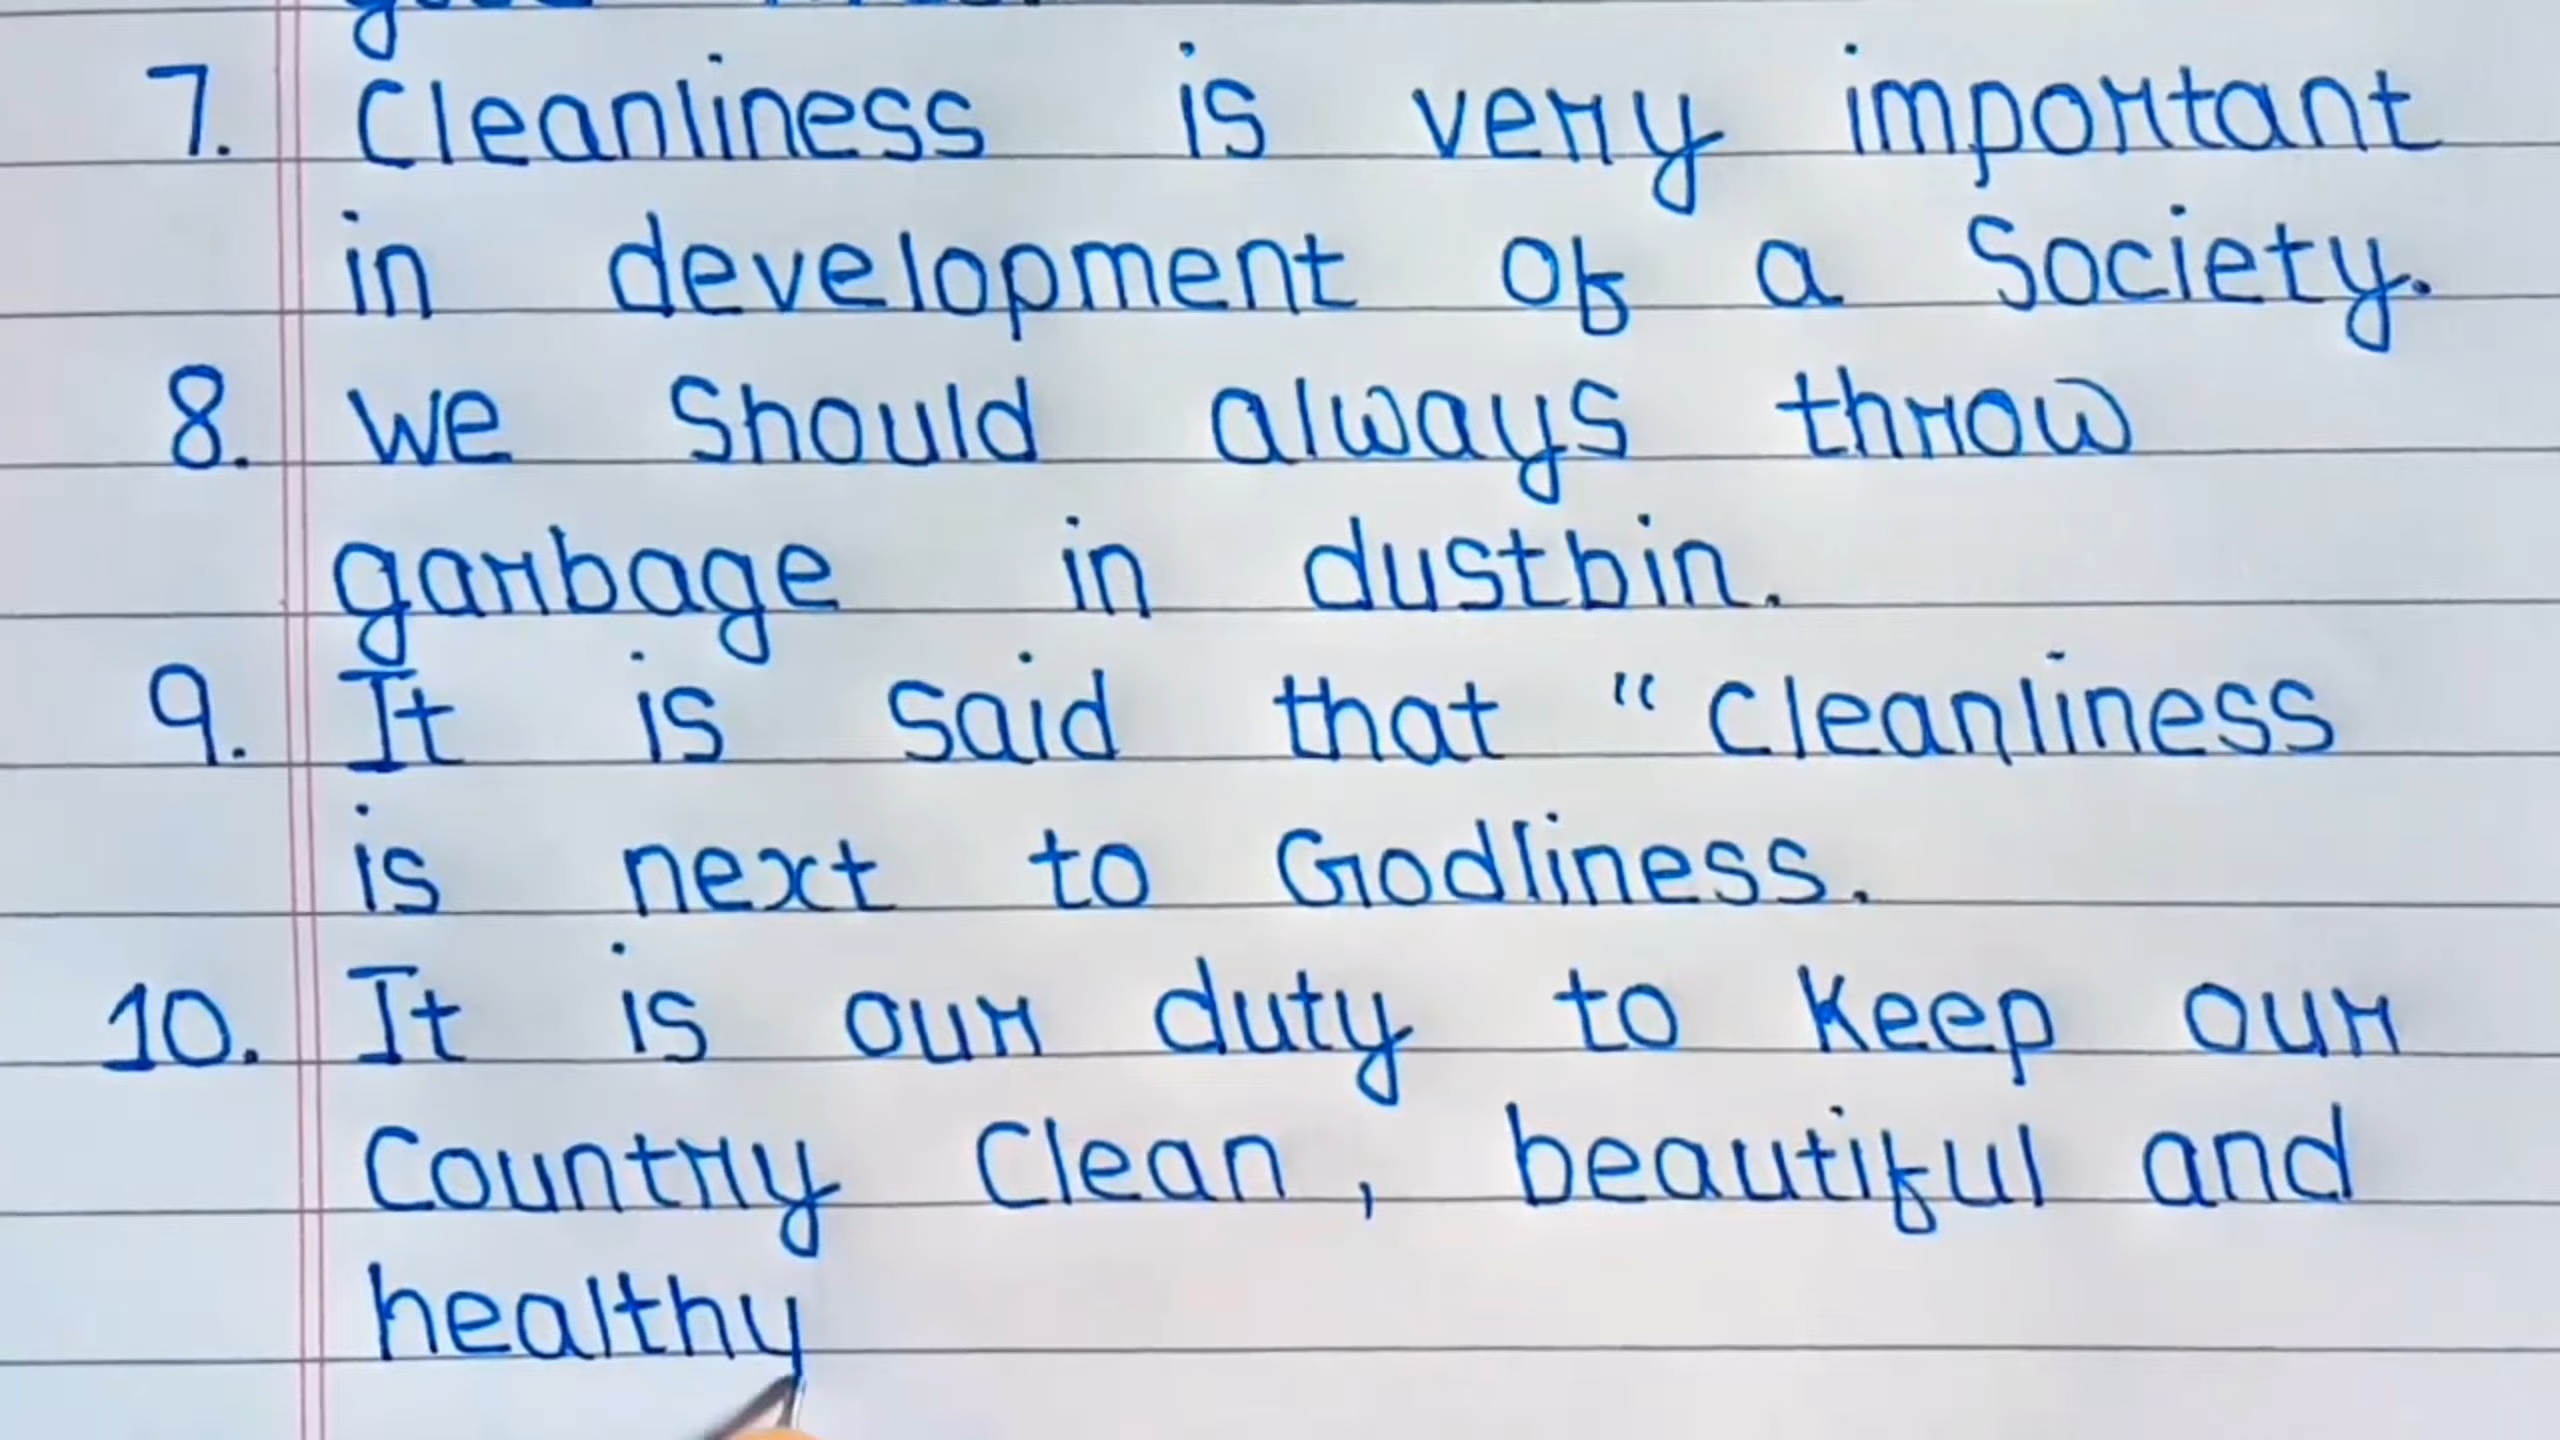 7. Cleanliness is very important
in development of a Society.
8. we Should always throw
garbage in dustbin.
9. It is said that “cleanliness
is next to Godliness.
10. It is our duty to keep our
Country Clean, beautiful and
healthy